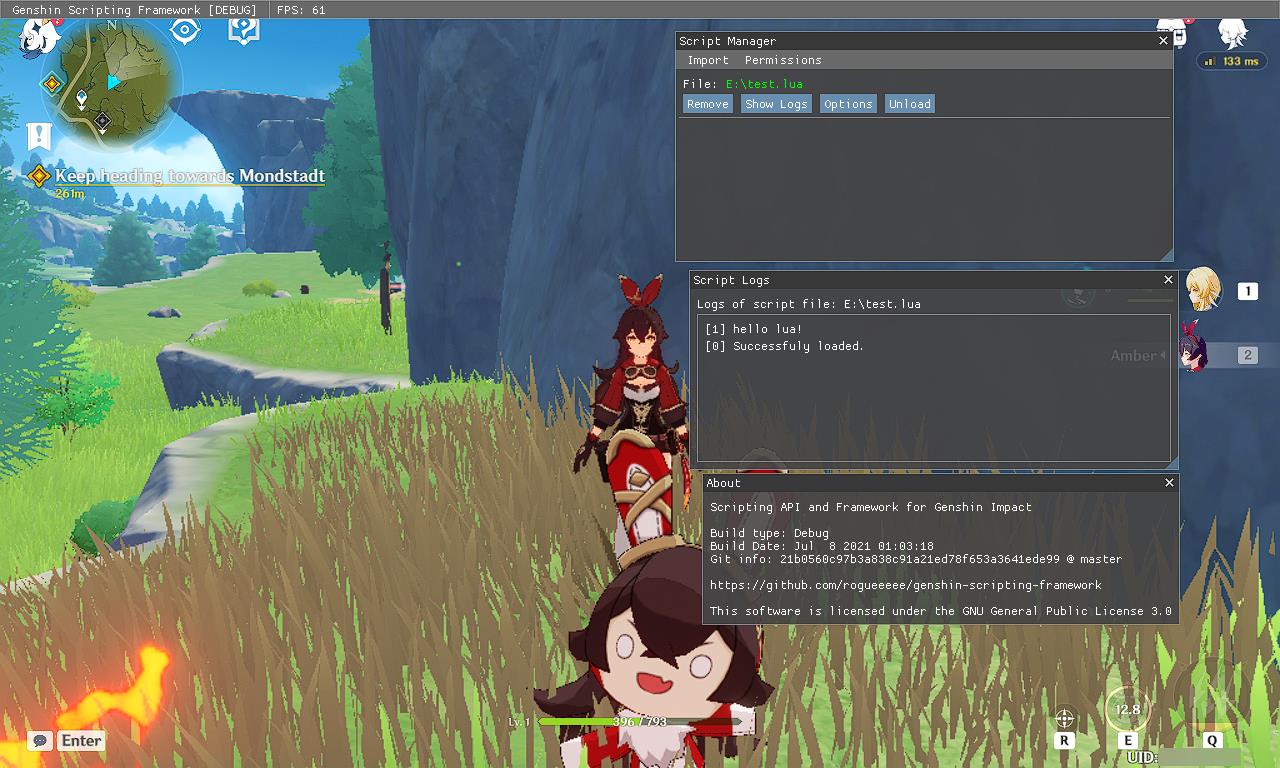 Genshin Scripting Framework [DEBUG] FPS: 61
N
133 ms
Keep heading towards Mondstadt
261m
Script Manager
Import Permissions
File: E:\test.lua
Remove Show Logs Options Unload
Script Logs
Logs of script file: E:\test.lua
[1] hello lua!
[0] Successfuly loaded.
1
Amber
2
About
Scripting API and Framework for Genshin Impact
Build type: Debug
Build Date: Jul 8 2021 01:03:18
Git info: 21b0560c97b3a838c91a21ed78f653a3641ede99 @ master
https://github.com/rogueeeee/genshin-scripting-framework
This software is licensed under the GNU General Public License 3.0
Lv.1 396 / 793
12.8
Enter
R E Q
UID: